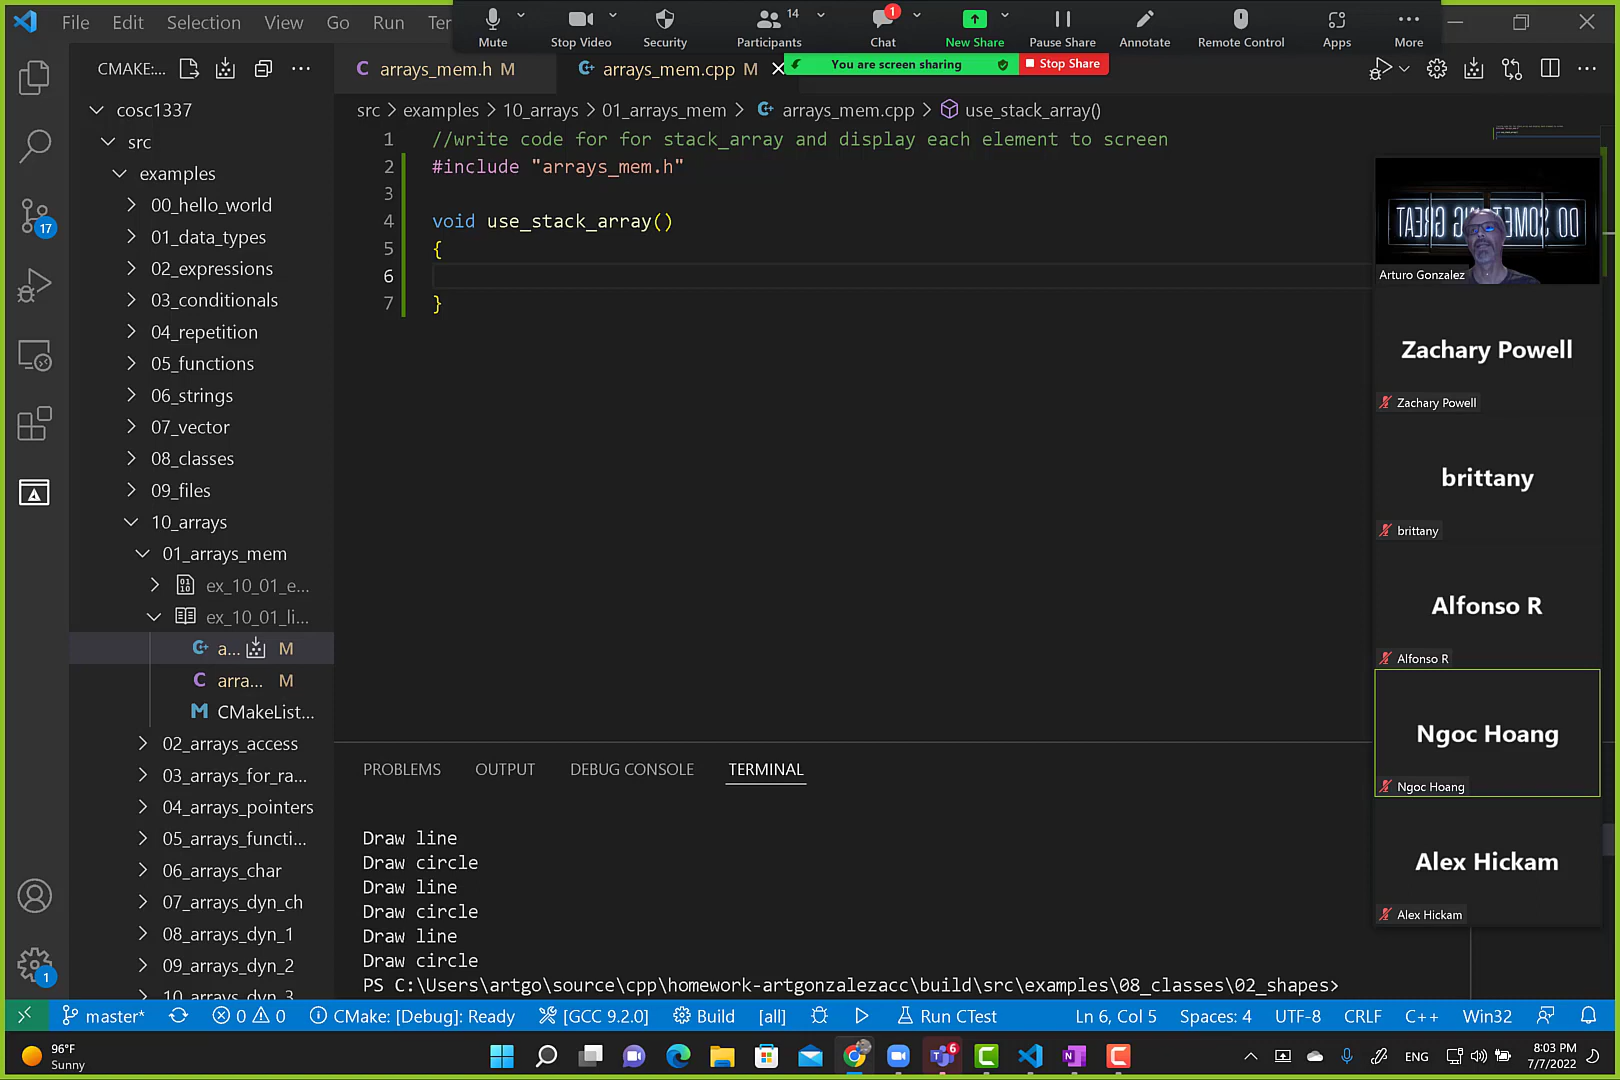 File Edit Selection View Go Run Ter
Mute Stop Video Security Participants 14 Chat 1 New Share Pause Share Annotate Remote Control Apps More
You are screen sharing Stop Share
CMAKE:...
arrays_mem.h M arrays_mem.cpp M
src > examples > 10_arrays > 01_arrays_mem > arrays_mem.cpp > use_stack_array()
cosc1337
src
examples
00_hello_world
01_data_types
02_expressions
03_conditionals
04_repetition
05_functions
06_strings
07_vector
08_classes
09_files
10_arrays
01_arrays_mem
ex_10_01_e...
ex_10_01_li...
a... M
arra... M
CMakeList...
02_arrays_access
03_arrays_for_ra...
04_arrays_pointers
05_arrays_functi...
06_arrays_char
07_arrays_dyn_ch
08_arrays_dyn_1
09_arrays_dyn_2
10_arrays_dyn_3
17
1
1 //write code for for stack_array and display each element to screen
2 #include "arrays_mem.h"
3
4 void use_stack_array()
5 {
6
7 }
PROBLEMS OUTPUT DEBUG CONSOLE TERMINAL
Draw line
Draw circle
Draw line
Draw circle
Draw line
Draw circle
PS C:\Users\artgo\source\cpp\homework-artgonzalezacc\build\src\examples\08_classes\02_shapes>
DO SOMETHING GREAT
Arturo Gonzalez
Zachary Powell
Zachary Powell
brittany
brittany
Alfonso R
Alfonso R
Ngoc Hoang
Ngoc Hoang
Alex Hickam
Alex Hickam
master* 0 0 CMake: [Debug]: Ready [GCC 9.2.0] Build [all] Run CTest Ln 6, Col 5 Spaces: 4 UTF-8 CRLF C++ Win32
96°F
Sunny
6
ENG
8:03 PM
7/7/2022